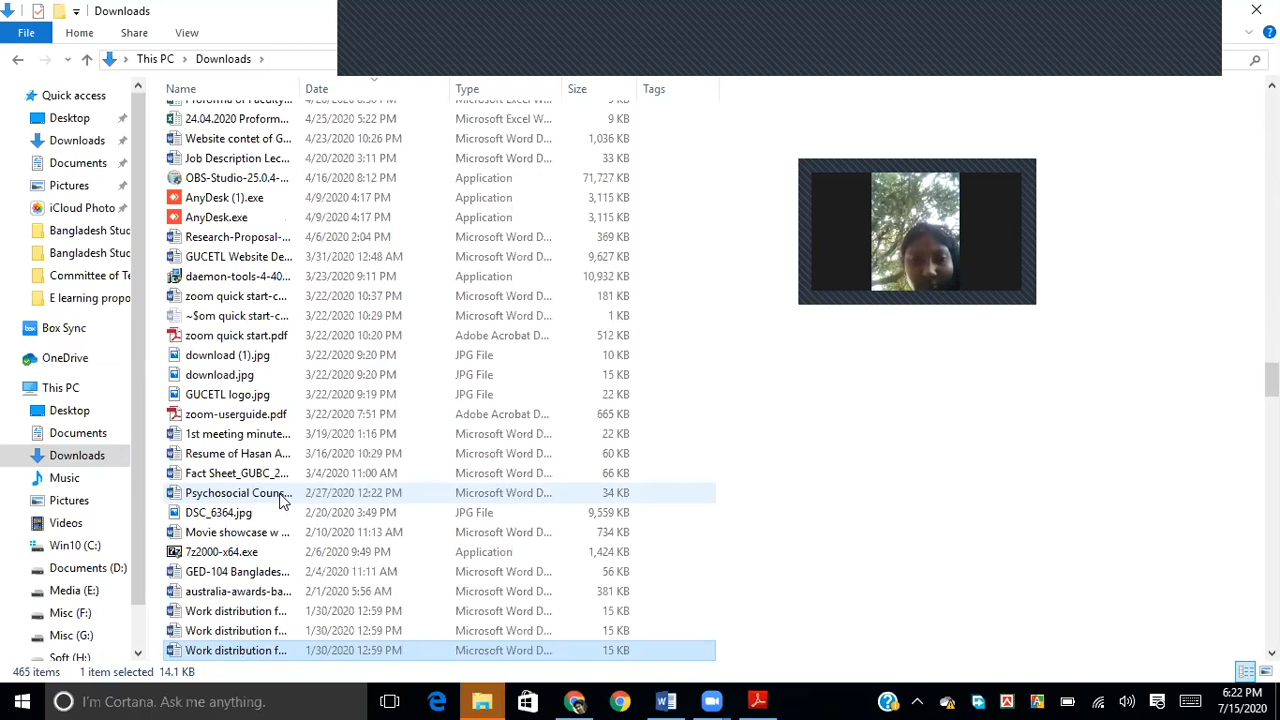 Downloads
File Home Share View
This PC Downloads
Name Date Type Size Tags
Quick access
Desktop
Downloads
Documents
Pictures
iCloud Photo
Bangladesh Stuc
Bangladesh Stuc
Committee of Te
E learning propo
Box Sync
OneDrive
This PC
Desktop
Documents
Downloads
Music
Pictures
Videos
Win10 (C:)
Documents (D:)
Media (E:)
Misc (F:)
Misc (G:)
Soft (H:)
24.04.2020 Proform... 4/25/2020 5:22 PM Microsoft Excel W... 9 KB
Website contet of G... 4/23/2020 10:26 PM Microsoft Word D... 1,036 KB
Job Description Lec... 4/20/2020 3:11 PM Microsoft Word D... 33 KB
OBS-Studio-25.0.4-... 4/16/2020 8:12 PM Application 71,727 KB
AnyDesk (1).exe 4/9/2020 4:17 PM Application 3,115 KB
AnyDesk.exe 4/9/2020 4:17 PM Application 3,115 KB
Research-Proposal-... 4/6/2020 2:04 PM Microsoft Word D... 369 KB
GUCETL Website De... 3/31/2020 12:48 AM Microsoft Word D... 9,627 KB
daemon-tools-4-40... 3/23/2020 9:11 PM Application 10,932 KB
zoom quick start-c... 3/22/2020 10:37 PM Microsoft Word D... 181 KB
~$om quick start-c... 3/22/2020 10:29 PM Microsoft Word D... 1 KB
zoom quick start.pdf 3/22/2020 10:20 PM Adobe Acrobat D... 512 KB
download (1).jpg 3/22/2020 9:20 PM JPG File 10 KB
download.jpg 3/22/2020 9:20 PM JPG File 15 KB
GUCETL logo.jpg 3/22/2020 9:19 PM JPG File 22 KB
zoom-userguide.pdf 3/22/2020 7:51 PM Adobe Acrobat D... 665 KB
1st meeting minute... 3/19/2020 1:16 PM Microsoft Word D... 22 KB
Resume of Hasan A... 3/16/2020 10:29 PM Microsoft Word D... 60 KB
Fact Sheet_GUBC_2... 3/4/2020 11:00 AM Microsoft Word D... 66 KB
Psychosocial Couns... 2/27/2020 12:22 PM Microsoft Word D... 34 KB
DSC_6364.jpg 2/20/2020 3:49 PM JPG File 9,559 KB
Movie showcase w ... 2/10/2020 11:13 AM Microsoft Word D... 734 KB
7z2000-x64.exe 2/6/2020 9:49 PM Application 1,424 KB
GED-104 Banglades... 2/4/2020 11:11 AM Microsoft Word D... 56 KB
australia-awards-ba... 2/1/2020 5:56 AM Microsoft Word D... 381 KB
Work distribution f... 1/30/2020 12:59 PM Microsoft Word D... 15 KB
Work distribution f... 1/30/2020 12:59 PM Microsoft Word D... 15 KB
Work distribution f... 1/30/2020 12:59 PM Microsoft Word D... 15 KB
465 items 1 item selected 14.1 KB
I'm Cortana. Ask me anything.
6:22 PM
7/15/2020